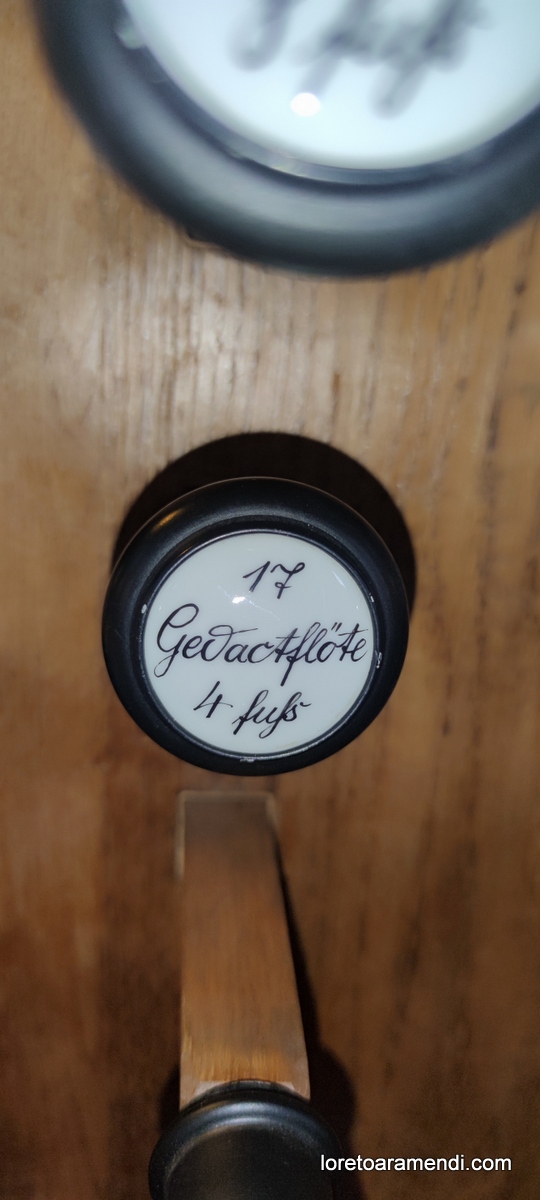 17
Gedactflöte
4 fuſs
loretoaramendi.com